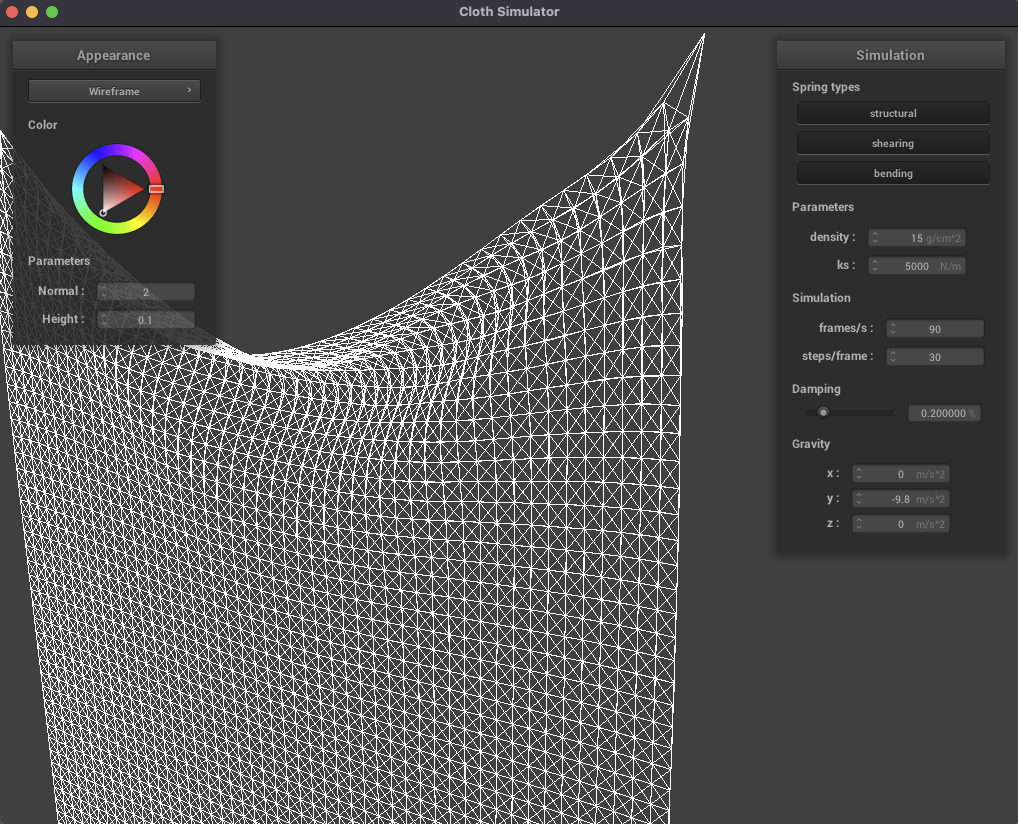 Cloth Simulator
Appearance
Wireframe ›
Color
Parameters
Normal : 2
Height : 0.1
Simulation
Spring types
structural
shearing
bending
Parameters
density : 15 g/cm^2
ks : 5000 N/m
Simulation
frames/s : 90
steps/frame : 30
Damping
0.200000 %
Gravity
x : 0 m/s^2
y : -9.8 m/s^2
z : 0 m/s^2